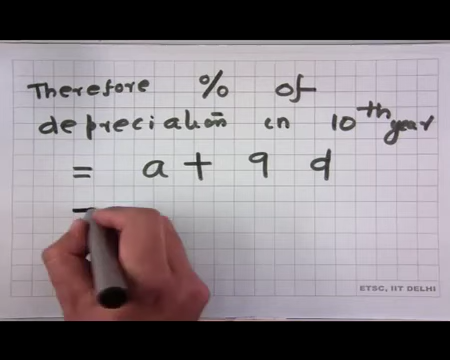 Therefore % of
depreciation in 10th year
= a + 9 d
ETSC, IIT DELHI